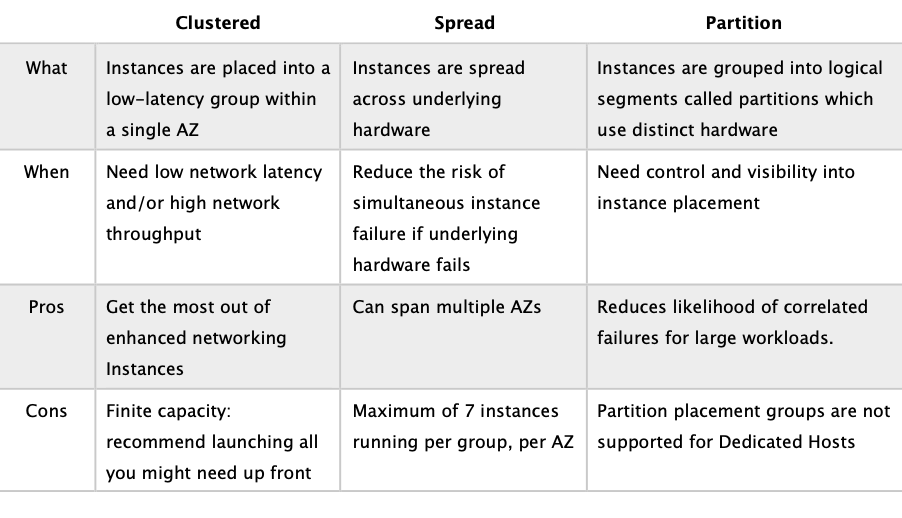 Clustered Spread Partition
What
Instances are placed into a
low-latency group within
a single AZ
Instances are spread
across underlying
hardware
Instances are grouped into logical
segments called partitions which
use distinct hardware
When
Need low network latency
and/or high network
throughput
Reduce the risk of
simultaneous instance
failure if underlying
hardware fails
Need control and visibility into
instance placement
Pros
Get the most out of
enhanced networking
Instances
Can span multiple AZs
Reduces likelihood of correlated
failures for large workloads.
Cons
Finite capacity:
recommend launching all
you might need up front
Maximum of 7 instances
running per group, per AZ
Partition placement groups are not
supported for Dedicated Hosts